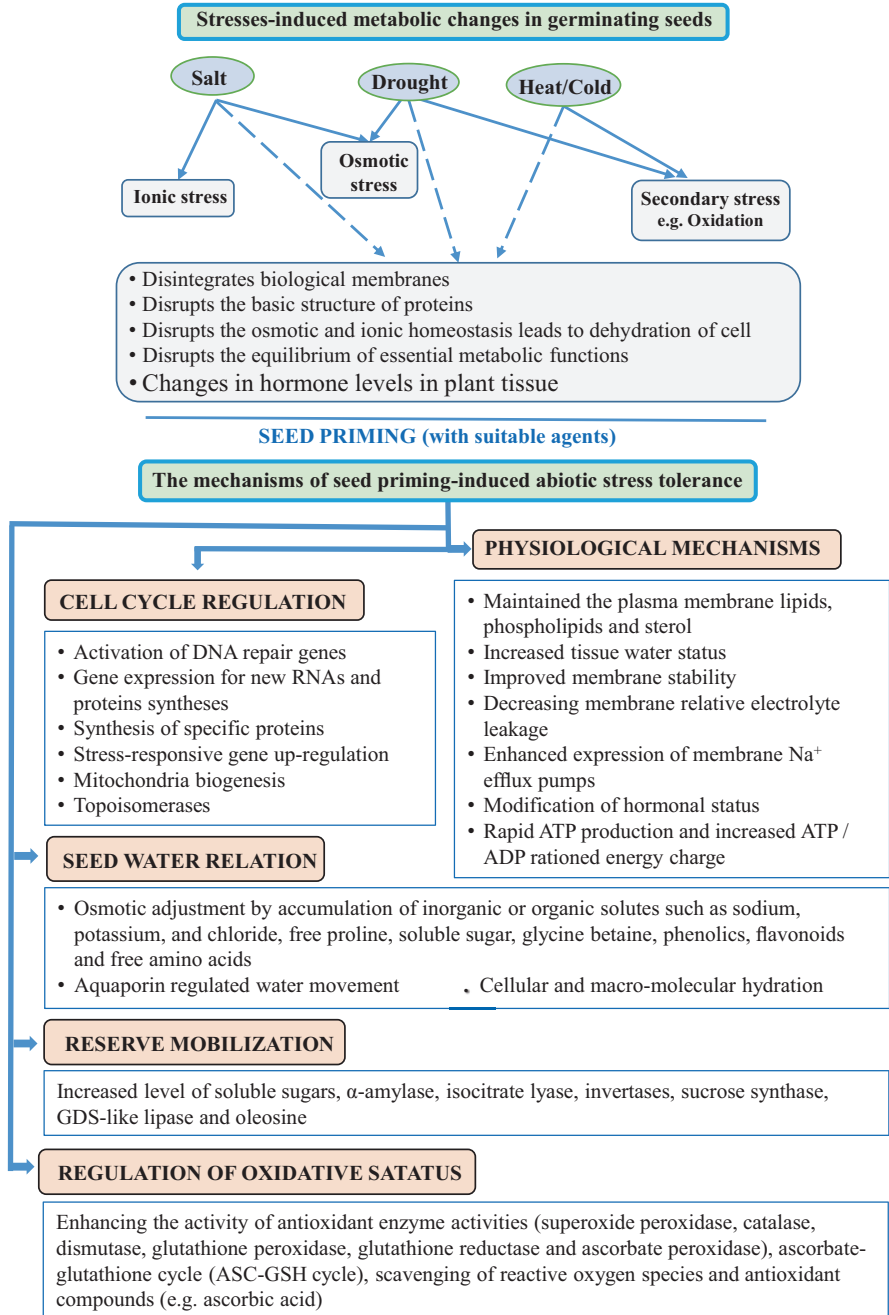 Stresses-induced metabolic changes in germinating seeds
Salt
Drought
Heat/Cold
Ionic stress
Osmotic
stress
Secondary stress
e.g. Oxidation
• Disintegrates biological membranes
• Disrupts the basic structure of proteins
• Disrupts the osmotic and ionic homeostasis leads to dehydration of cell
• Disrupts the equilibrium of essential metabolic functions
• Changes in hormone levels in plant tissue
SEED PRIMING (with suitable agents)
The mechanisms of seed priming-induced abiotic stress tolerance
CELL CYCLE REGULATION
• Activation of DNA repair genes
• Gene expression for new RNAs and
proteins syntheses
• Synthesis of specific proteins
• Stress-responsive gene up-regulation
• Mitochondria biogenesis
• Topoisomerases
PHYSIOLOGICAL MECHANISMS
• Maintained the plasma membrane lipids,
phospholipids and sterol
• Increased tissue water status
• Improved membrane stability
• Decreasing membrane relative electrolyte
leakage
• Enhanced expression of membrane Na⁺
efflux pumps
• Modification of hormonal status
• Rapid ATP production and increased ATP /
ADP rationed energy charge
SEED WATER RELATION
• Osmotic adjustment by accumulation of inorganic or organic solutes such as sodium,
potassium, and chloride, free proline, soluble sugar, glycine betaine, phenolics, flavonoids
and free amino acids
• Aquaporin regulated water movement . Cellular and macro-molecular hydration
RESERVE MOBILIZATION
Increased level of soluble sugars, α-amylase, isocitrate lyase, invertases, sucrose synthase,
GDS-like lipase and oleosine
REGULATION OF OXIDATIVE SATATUS
Enhancing the activity of antioxidant enzyme activities (superoxide peroxidase, catalase,
dismutase, glutathione peroxidase, glutathione reductase and ascorbate peroxidase), ascorbate-
glutathione cycle (ASC-GSH cycle), scavenging of reactive oxygen species and antioxidant
compounds (e.g. ascorbic acid)